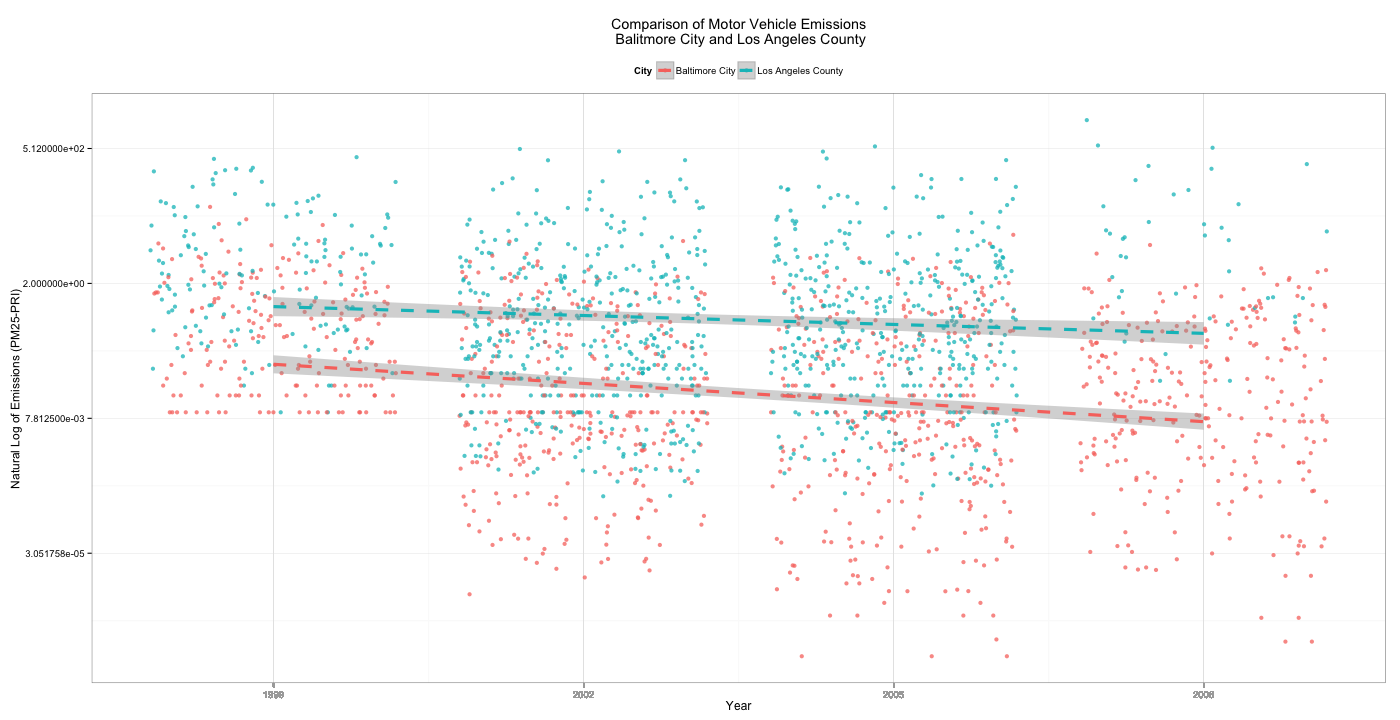 Comparison of Motor Vehicle Emissions
Balitmore City and Los Angeles County
City Baltimore City Los Angeles County
5.120000e+02
2.000000e+00
7.812500e-03
3.051758e-05
Natural Log of Emissions (PM25-PRI)
1999 2002 2005 2008
Year